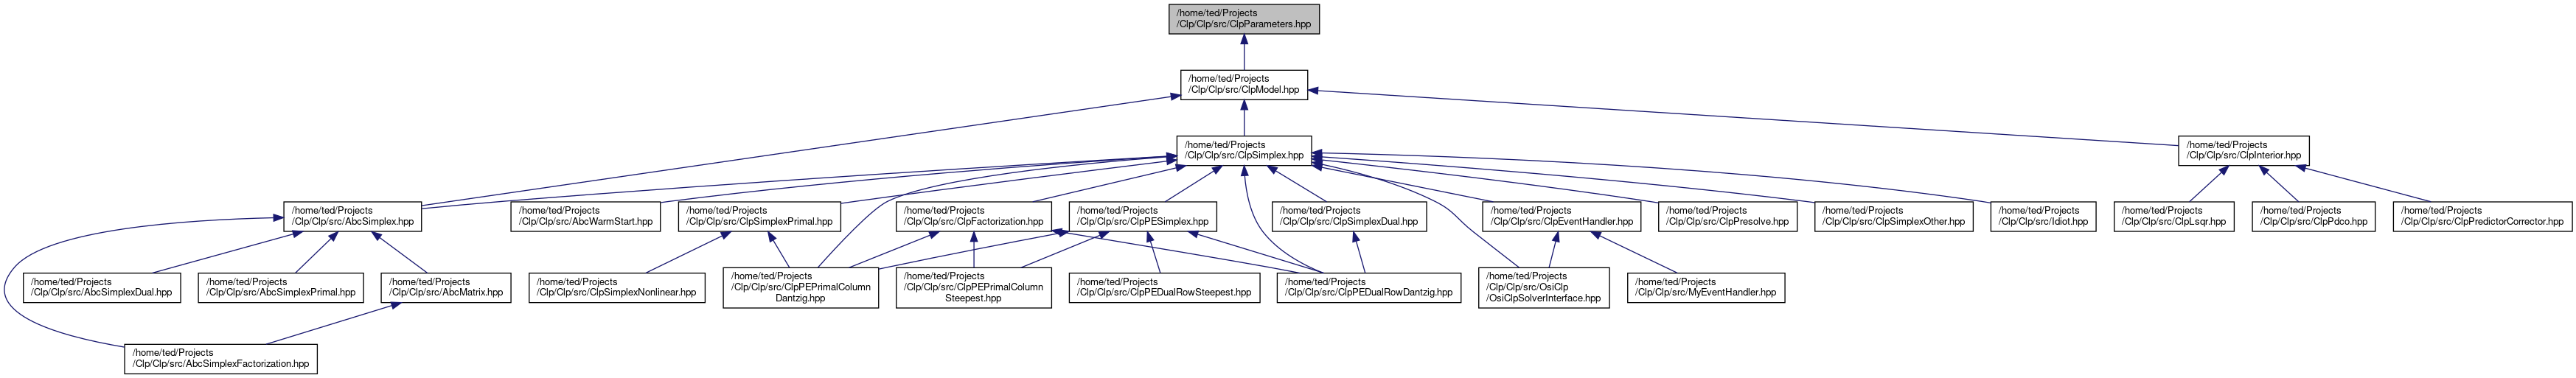 /home/ted/Projects
/Clp/Clp/src/ClpParameters.hpp
/home/ted/Projects
/Clp/Clp/src/ClpModel.hpp
/home/ted/Projects
/Clp/Clp/src/ClpSimplex.hpp
/home/ted/Projects
/Clp/Clp/src/ClpInterior.hpp
/home/ted/Projects
/Clp/Clp/src/AbcSimplex.hpp
/home/ted/Projects
/Clp/Clp/src/AbcWarmStart.hpp
/home/ted/Projects
/Clp/Clp/src/ClpSimplexPrimal.hpp
/home/ted/Projects
/Clp/Clp/src/ClpFactorization.hpp
/home/ted/Projects
/Clp/Clp/src/ClpPESimplex.hpp
/home/ted/Projects
/Clp/Clp/src/ClpSimplexDual.hpp
/home/ted/Projects
/Clp/Clp/src/ClpEventHandler.hpp
/home/ted/Projects
/Clp/Clp/src/ClpPresolve.hpp
/home/ted/Projects
/Clp/Clp/src/ClpSimplexOther.hpp
/home/ted/Projects
/Clp/Clp/src/Idiot.hpp
/home/ted/Projects
/Clp/Clp/src/ClpLsqr.hpp
/home/ted/Projects
/Clp/Clp/src/ClpPdco.hpp
/home/ted/Projects
/Clp/Clp/src/ClpPredictorCorrector.hpp
/home/ted/Projects
/Clp/Clp/src/AbcSimplexDual.hpp
/home/ted/Projects
/Clp/Clp/src/AbcSimplexPrimal.hpp
/home/ted/Projects
/Clp/Clp/src/AbcMatrix.hpp
/home/ted/Projects
/Clp/Clp/src/ClpSimplexNonlinear.hpp
/home/ted/Projects
/Clp/Clp/src/ClpPEPrimalColumn
Dantzig.hpp
/home/ted/Projects
/Clp/Clp/src/ClpPEPrimalColumn
Steepest.hpp
/home/ted/Projects
/Clp/Clp/src/ClpPEDualRowSteepest.hpp
/home/ted/Projects
/Clp/Clp/src/ClpPEDualRowDantzig.hpp
/home/ted/Projects
/Clp/Clp/src/OsiClp
/OsiClpSolverInterface.hpp
/home/ted/Projects
/Clp/Clp/src/MyEventHandler.hpp
/home/ted/Projects
/Clp/Clp/src/AbcSimplexFactorization.hpp